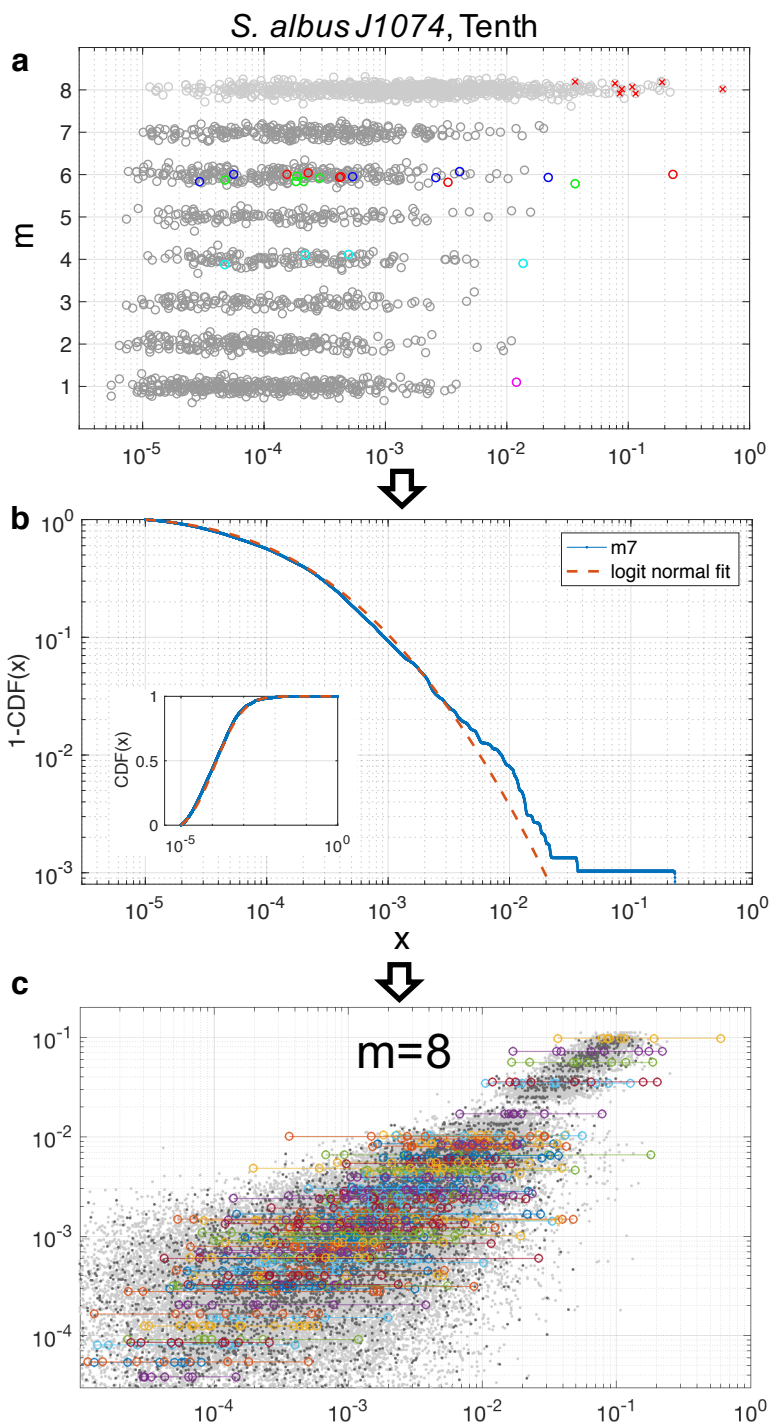 S. albus J1074, Tenth
a
m
8
7
6
5
4
3
2
1
10^-5 10^-4 10^-3 10^-2 10^-1 10^0
b
1-CDF(x)
10^0
10^-1
10^-2
10^-3
m7
logit normal fit
CDF(x)
1
0.5
0
10^-5 10^0
10^-5 10^-4 10^-3 10^-2 10^-1 10^0
x
c
m=8
10^-1
10^-2
10^-3
10^-4
10^-4 10^-3 10^-2 10^-1 10^0